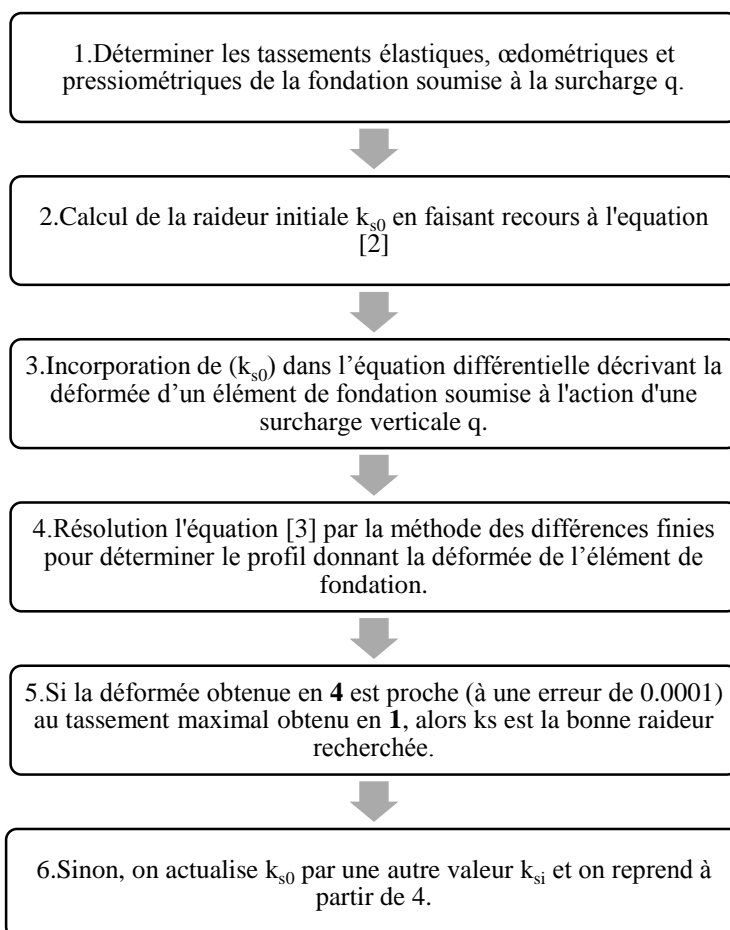 1.Déterminer les tassements élastiques, œdométriques et
pressiométriques de la fondation soumise à la surcharge q.
2.Calcul de la raideur initiale ks0 en faisant recours à l'equation
[2]
3.Incorporation de (ks0) dans l’équation différentielle décrivant la
déformée d’un élément de fondation soumise à l'action d'une
surcharge verticale q.
4.Résolution l'équation [3] par la méthode des différences finies
pour déterminer le profil donnant la déformée de l’élément de
fondation.
5.Si la déformée obtenue en 4 est proche (à une erreur de 0.0001)
au tassement maximal obtenu en 1, alors ks est la bonne raideur
recherchée.
6.Sinon, on actualise ks0 par une autre valeur ksi et on reprend à
partir de 4.